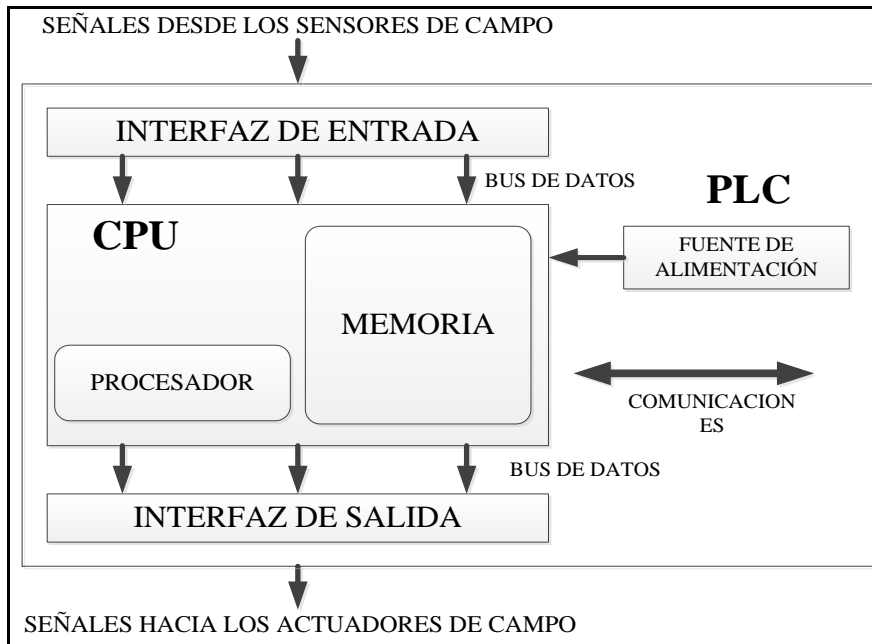 SEÑALES DESDE LOS SENSORES DE CAMPO
INTERFAZ DE ENTRADA
BUS DE DATOS
PLC
CPU
FUENTE DE
ALIMENTACIÓN
MEMORIA
PROCESADOR
COMUNICACION
ES
BUS DE DATOS
INTERFAZ DE SALIDA
SEÑALES HACIA LOS ACTUADORES DE CAMPO